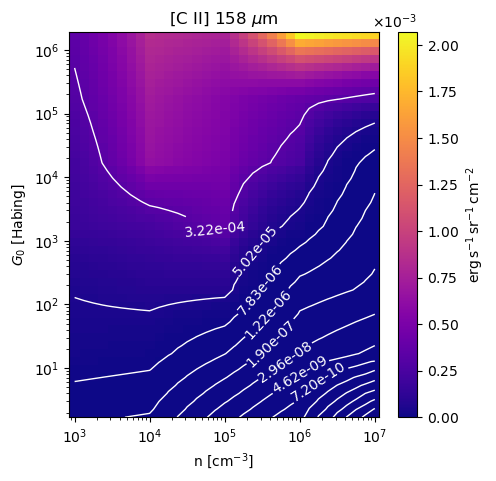 [C II] 158 μm
×10⁻³
G₀ [Habing]
10⁶
10⁵
10⁴
10³
10²
10¹
3.22e-04
5.02e-05
7.83e-06
1.22e-06
1.90e-07
2.96e-08
4.62e-09
7.20e-10
10³ 10⁴ 10⁵ 10⁶ 10⁷
n [cm⁻³]
2.00
1.75
1.50
1.25
1.00
0.75
0.50
0.25
0.00
erg s⁻¹ sr⁻¹ cm⁻²